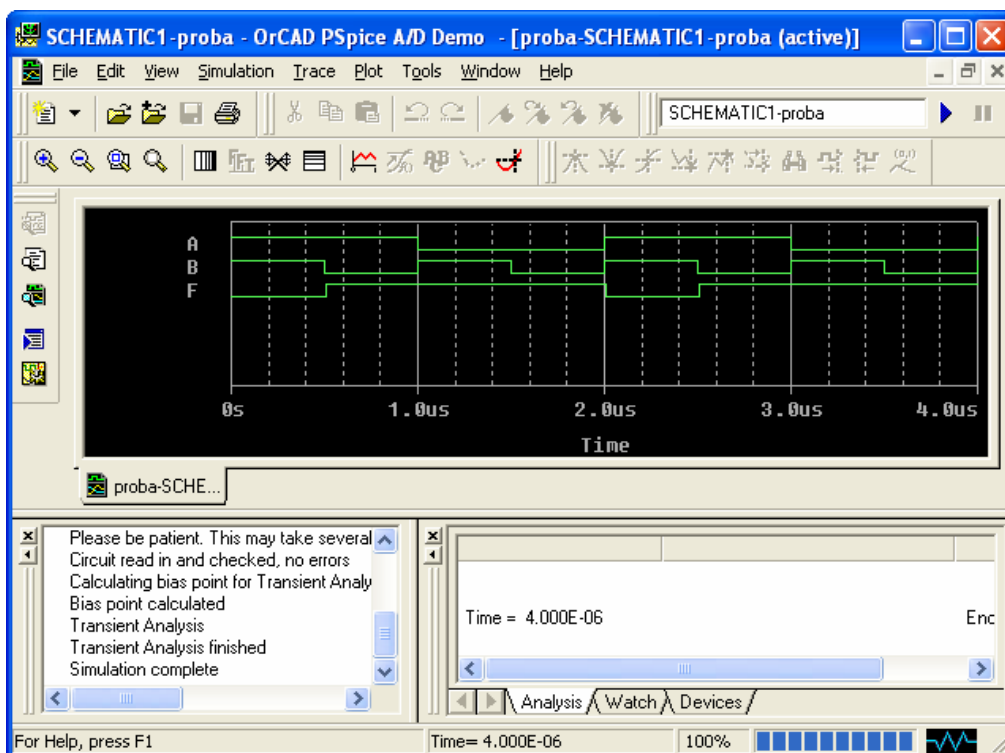 SCHEMATIC1-proba - OrCAD PSpice A/D Demo - [proba-SCHEMATIC1-proba (active)]
File Edit View Simulation Trace Plot Tools Window Help
SCHEMATIC1-proba
FFT
A
B
F
0s 1.0us 2.0us 3.0us 4.0us
Time
proba-SCHE...
Please be patient. This may take several
Circuit read in and checked, no errors
Calculating bias point for Transient Analy
Bias point calculated
Transient Analysis
Transient Analysis finished
Simulation complete
Time = 4.000E-06 Enc
Analysis Watch Devices
For Help, press F1 Time= 4.000E-06 100%